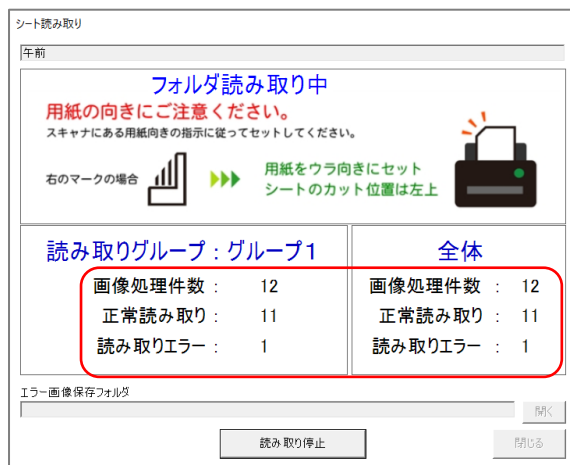 シート読み取り
午前
フォルダ読み取り中
用紙の向きにご注意ください。
スキャナにある用紙向きの指示に従ってセットしてください。
右のマークの場合
用紙をウラ向きにセット
シートのカット位置は左上
読み取りグループ：グループ1
画像処理件数： 12
正常読み取り： 11
読み取りエラー： 1
全体
画像処理件数： 12
正常読み取り： 11
読み取りエラー： 1
エラー画像保存フォルダ
開く
読み取り停止
閉じる